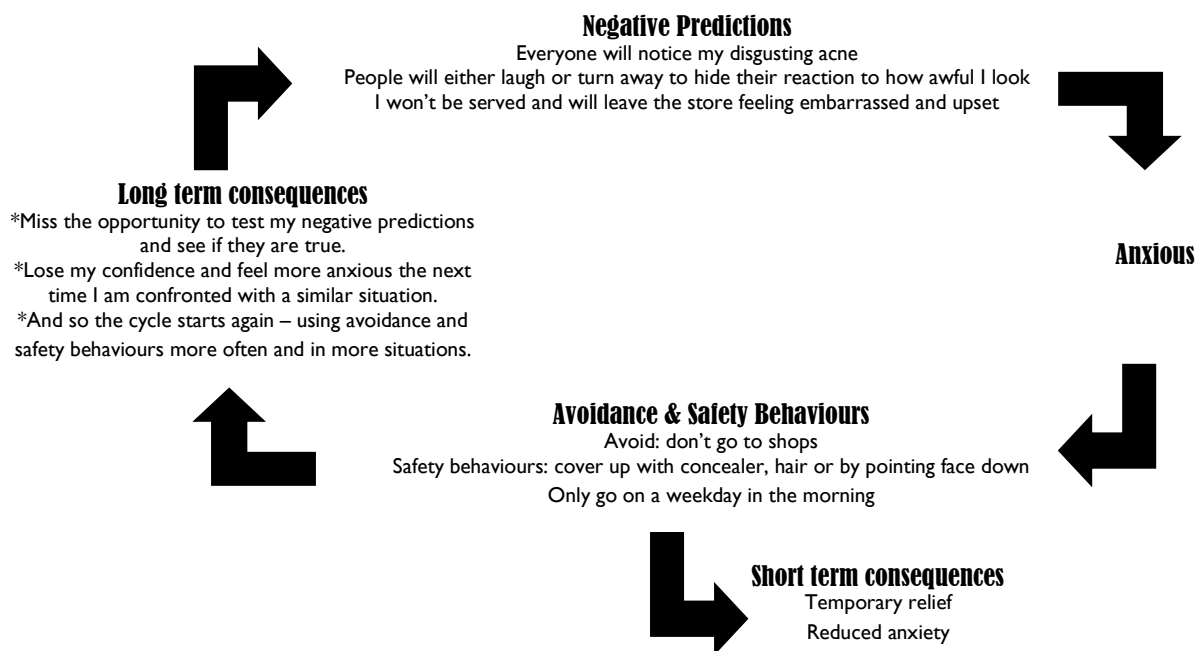 Negative Predictions
Everyone will notice my disgusting acne
People will either laugh or turn away to hide their reaction to how awful I look
I won't be served and will leave the store feeling embarrassed and upset
Anxious
Avoidance & Safety Behaviours
Avoid: don't go to shops
Safety behaviours: cover up with concealer, hair or by pointing face down
Only go on a weekday in the morning
Short term consequences
Temporary relief
Reduced anxiety
Long term consequences
*Miss the opportunity to test my negative predictions
and see if they are true.
*Lose my confidence and feel more anxious the next
time I am confronted with a similar situation.
*And so the cycle starts again – using avoidance and
safety behaviours more often and in more situations.